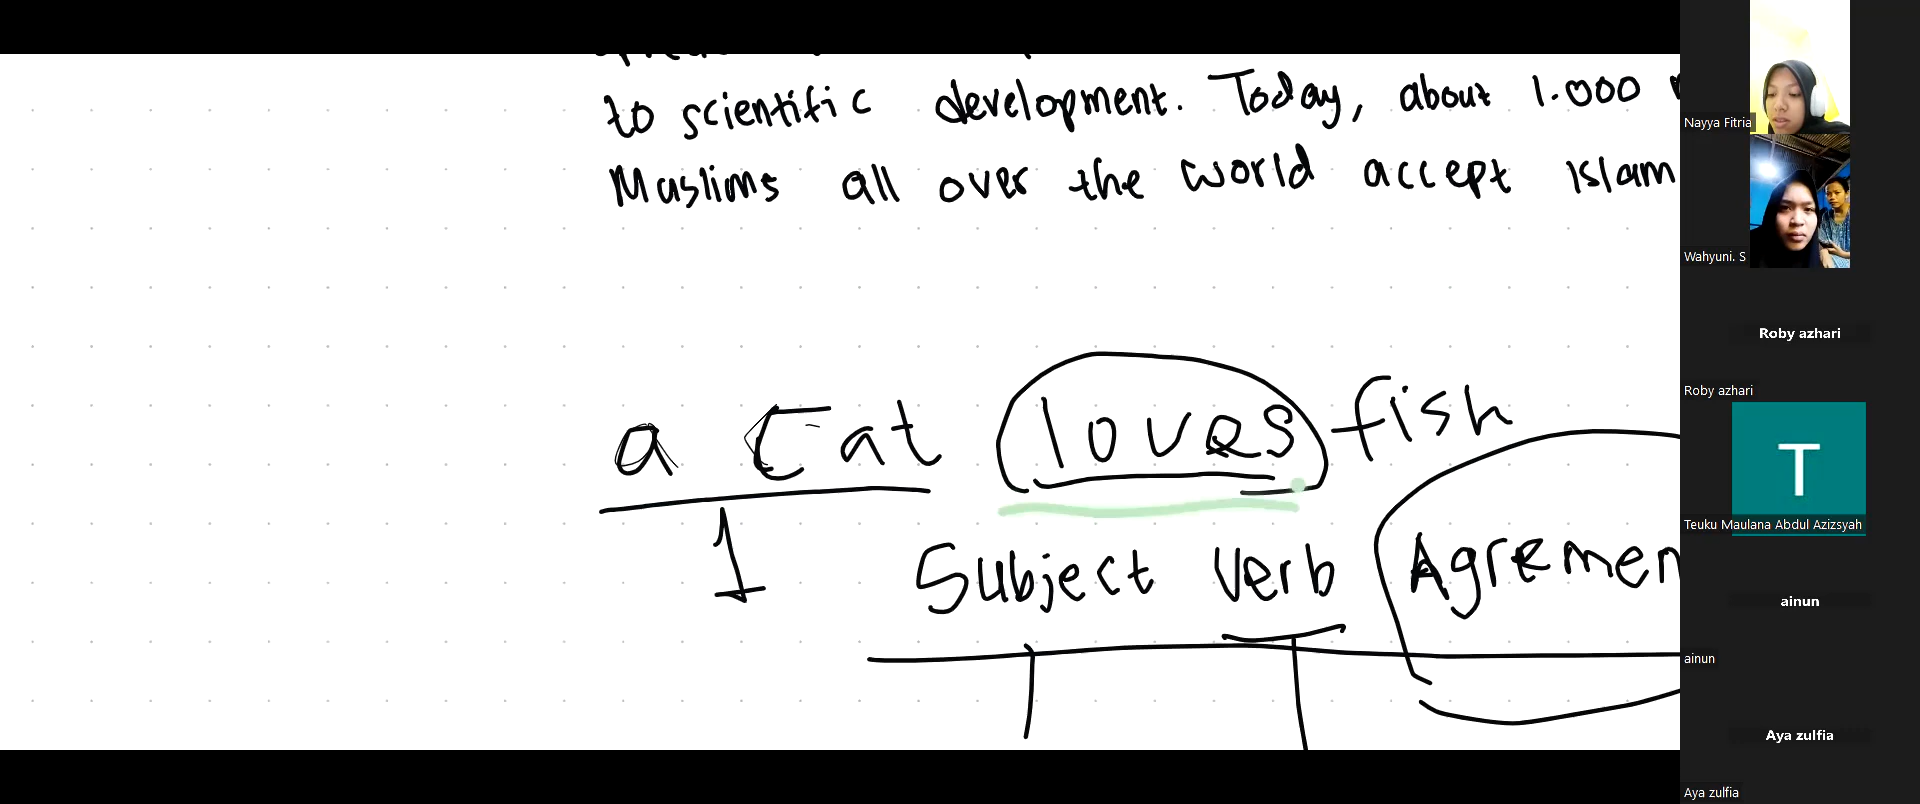 to scientific development. Today, about 1.000
Muslims all over the world accept Islam
a Cat loves fish
1
Subject Verb Agremen
Nayya Fitria
Wahyuni. S
Roby azhari
Roby azhari
T
Teuku Maulana Abdul Azizsyah
ainun
ainun
Aya zulfia
Aya zulfia